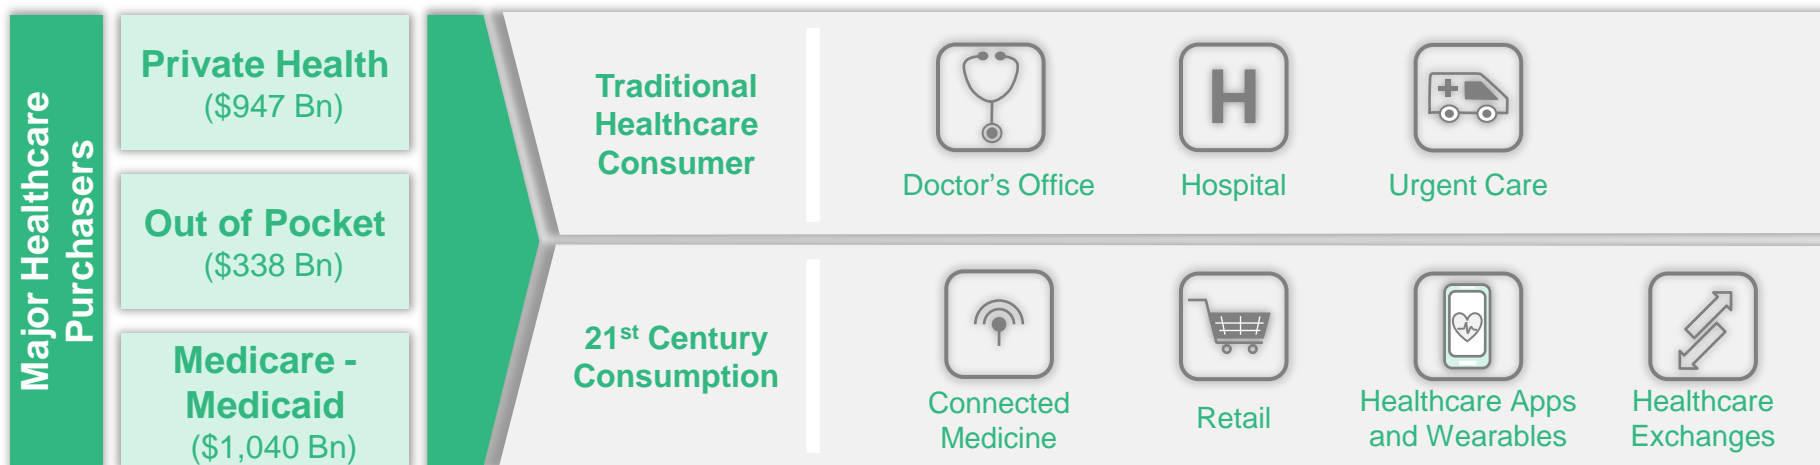 Major Healthcare
Purchasers
Private Health
($947 Bn)
Out of Pocket
($338 Bn)
Medicare -
Medicaid
($1,040 Bn)
Traditional
Healthcare
Consumer
Doctor’s Office
H
Hospital
Urgent Care
21st Century
Consumption
Connected
Medicine
Retail
Healthcare Apps
and Wearables
Healthcare
Exchanges